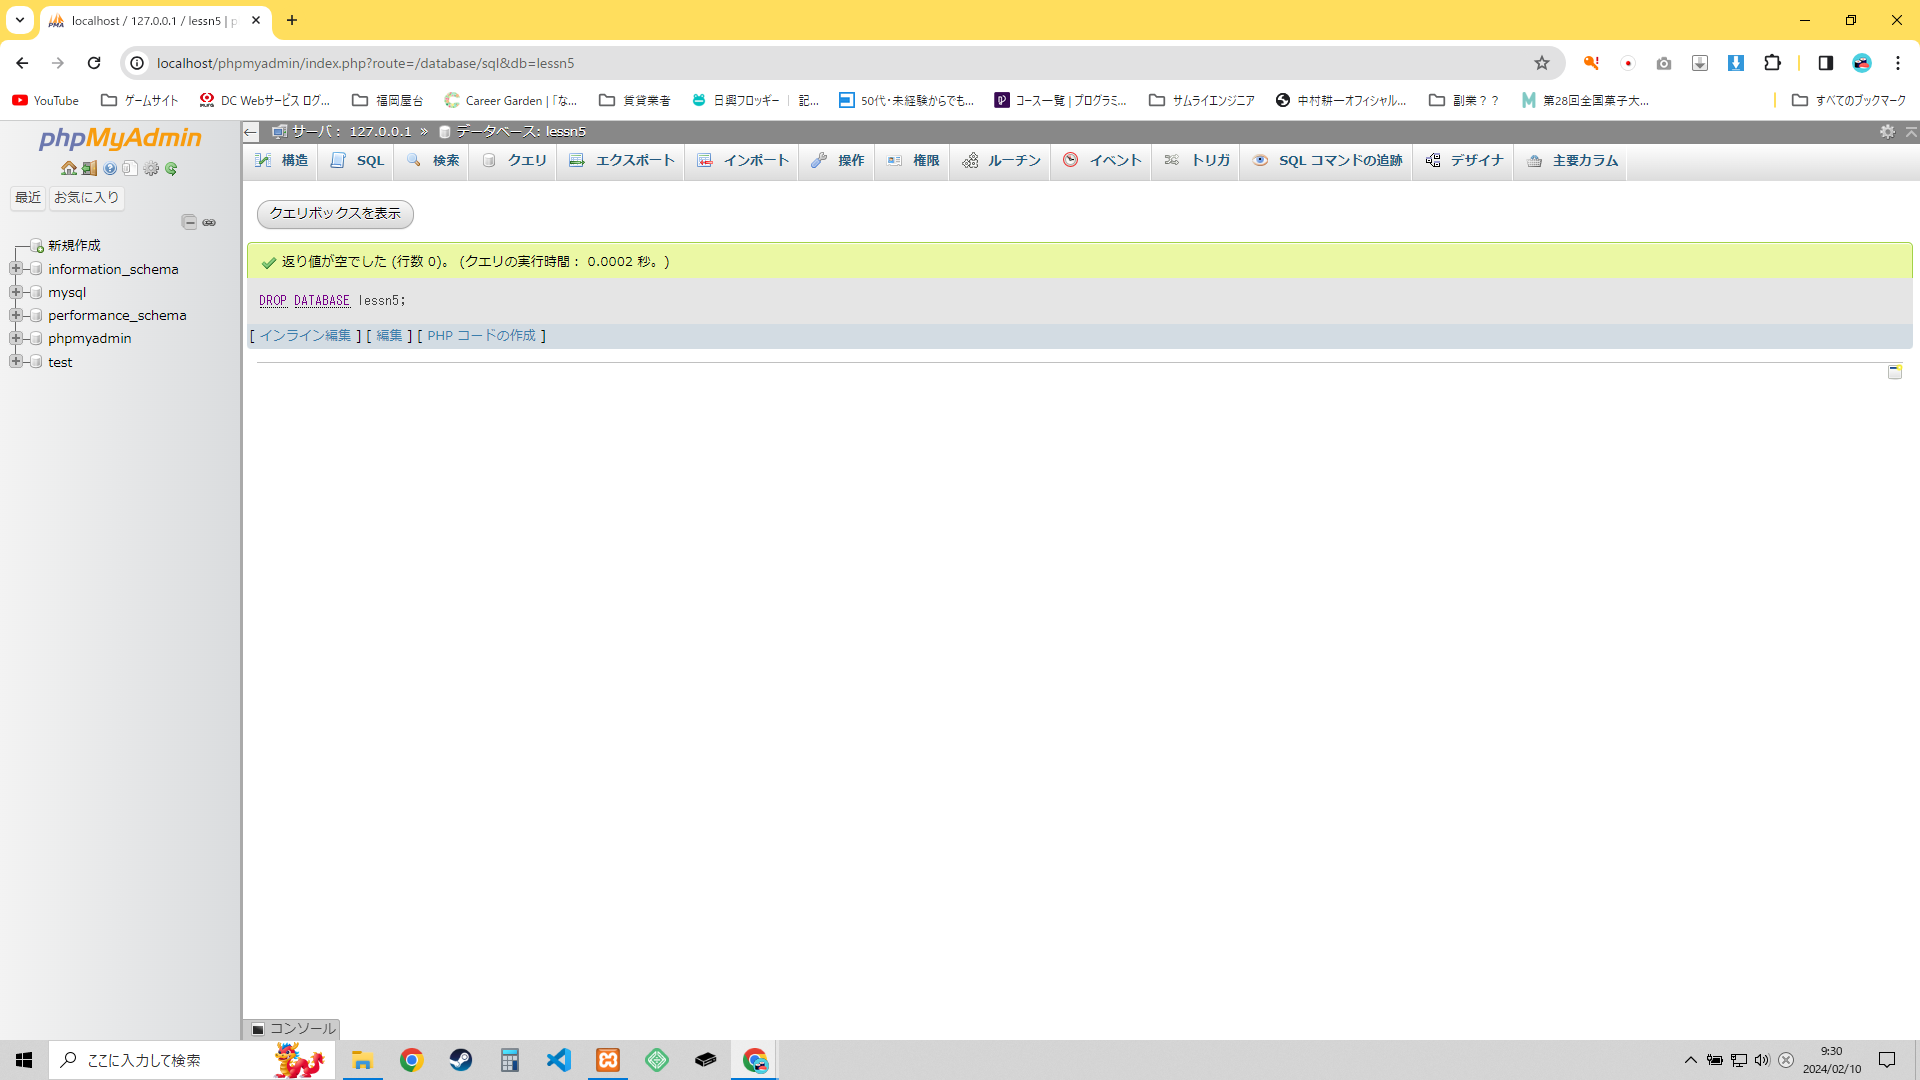 localhost / 127.0.0.1 / lessn5 | p
localhost/phpmyadmin/index.php?route=/database/sql&db=lessn5
YouTube
ゲームサイト
DC Webサービス ログ...
福岡屋台
Career Garden |「な...
賃貸業者
日興フロッギー | 記...
50代・未経験からでも...
コース一覧 | プログラミ...
サムライエンジニア
中村耕一オフィシャル...
副業？？
第28回全国菓子大...
すべてのブックマーク
phpMyAdmin
最近
お気に入り
新規作成
information_schema
mysql
performance_schema
phpmyadmin
test
サーバ： 127.0.0.1 » データベース: lessn5
構造
SQL
検索
クエリ
エクスポート
インポート
操作
権限
ルーチン
イベント
トリガ
SQL コマンドの追跡
デザイナ
主要カラム
クエリボックスを表示
返り値が空でした (行数 0)。 (クエリの実行時間： 0.0002 秒。)
DROP DATABASE lessn5;
[ インライン編集 ] [ 編集 ] [ PHP コードの作成 ]
コンソール
ここに入力して検索
9:30
2024/02/10